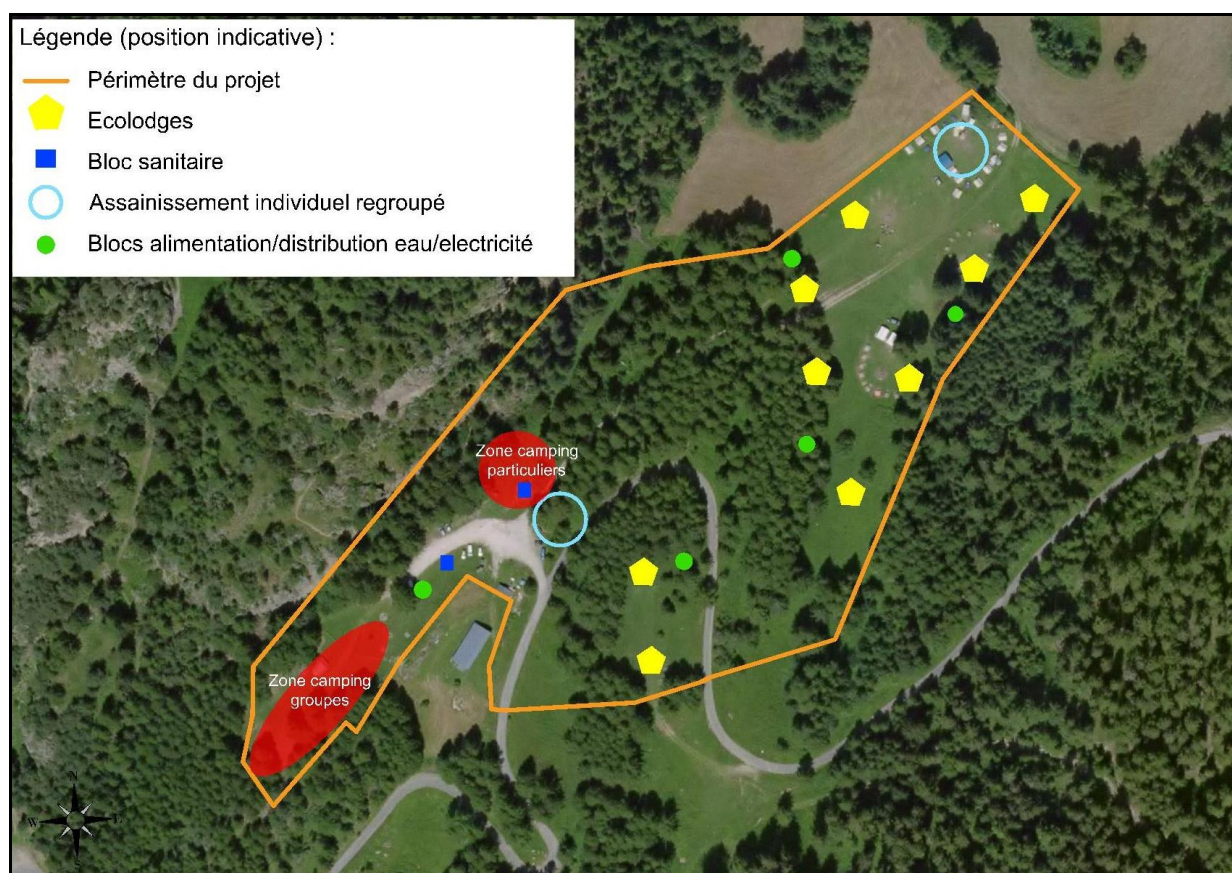 Légende (position indicative) :
Périmètre du projet
Ecolodges
Bloc sanitaire
Assainissement individuel regroupé
Blocs alimentation/distribution eau/electricité
Zone camping
particuliers
Zone camping
groupes
N
W
E